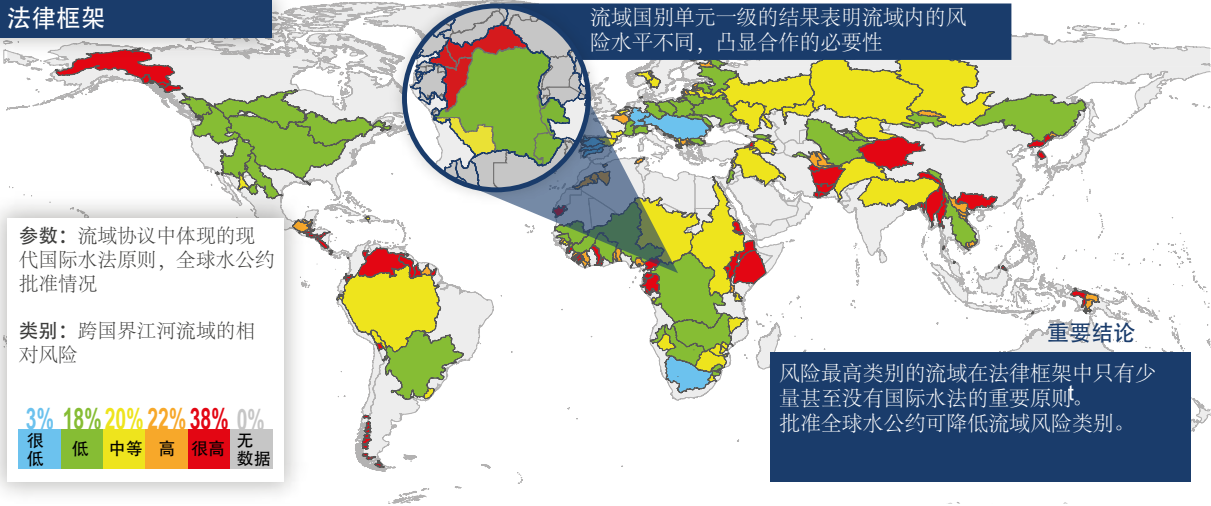 法律框架
流域国别单元一级的结果表明流域内的风
险水平不同，凸显合作的必要性
参数：流域协议中体现的现
代国际水法原则，全球水公约
批准情况
类别：跨国界江河流域的相
对风险
3% 18% 20% 22% 38% 0%
很低 低 中等 高 很高 无数据
重要结论
风险最高类别的流域在法律框架中只有少
量甚至没有国际水法的重要原则t。
批准全球水公约可降低流域风险类别。